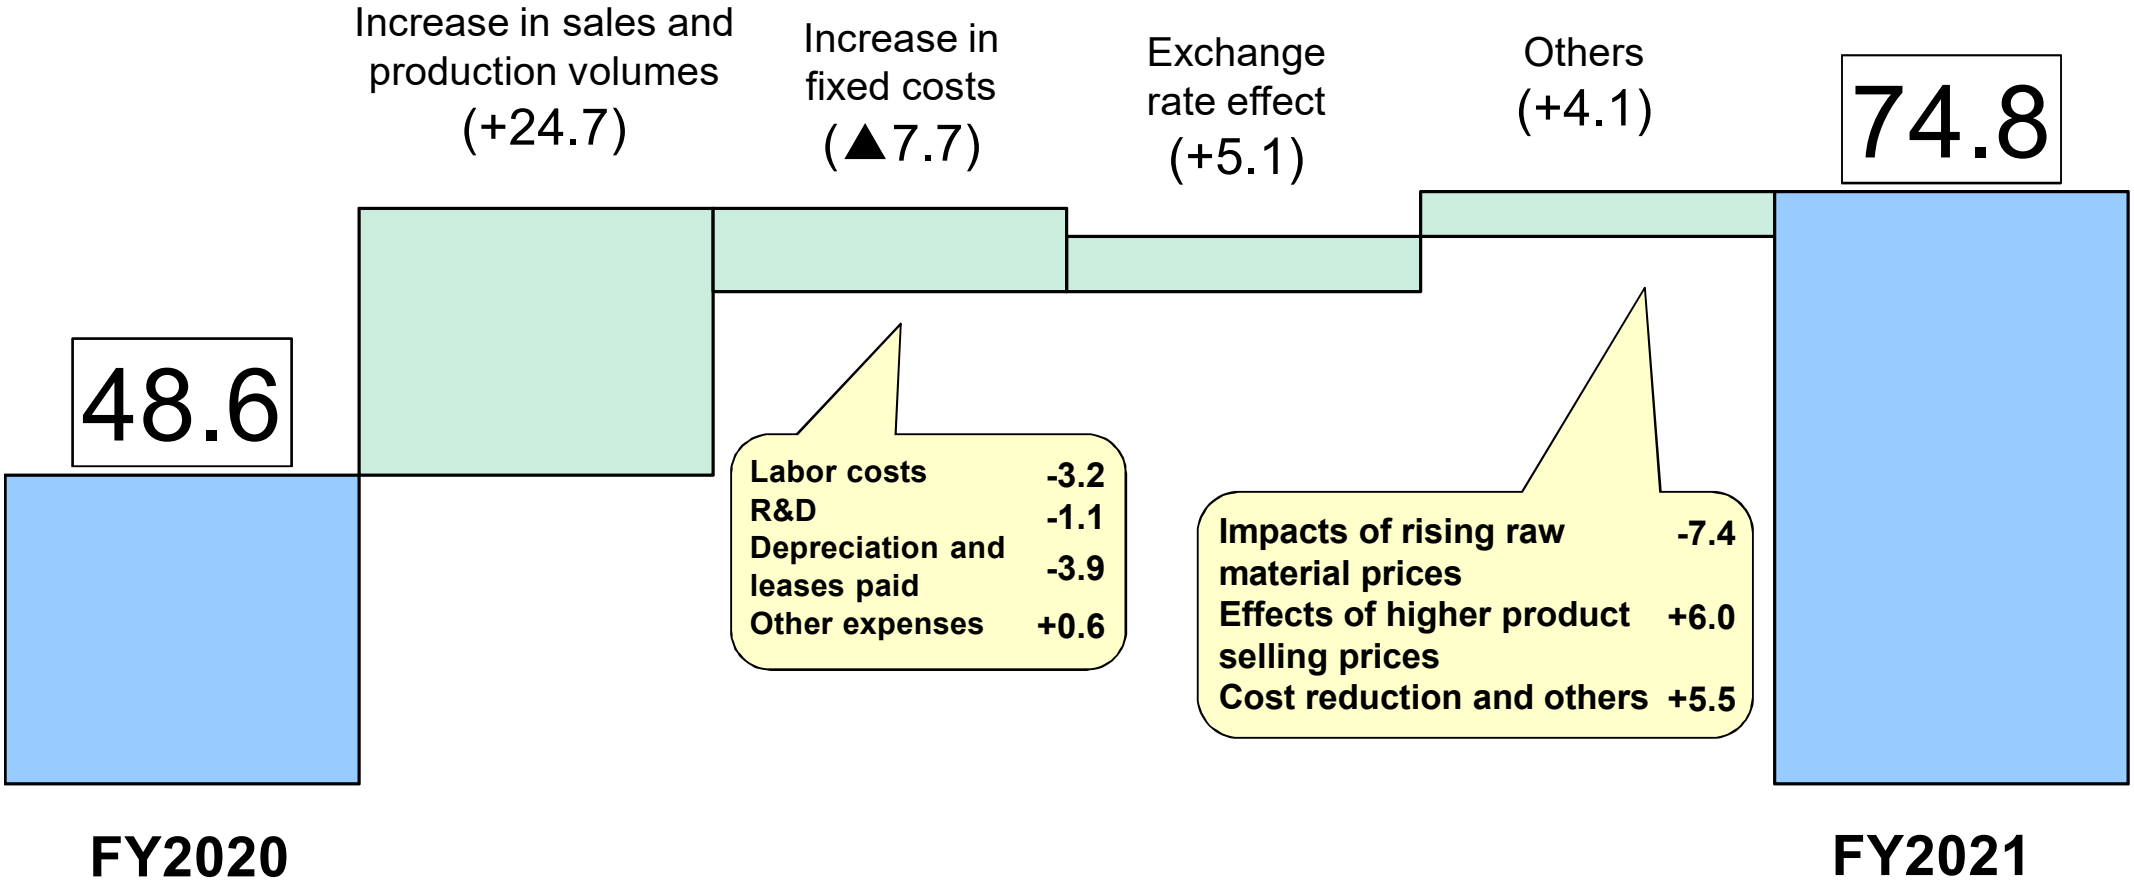 Increase in sales and
production volumes
(+24.7)
Increase in
fixed costs
(▲7.7)
Exchange
rate effect
(+5.1)
Others
(+4.1)
74.8
48.6
Labor costs -3.2
R&D -1.1
Depreciation and
leases paid -3.9
Other expenses +0.6
Impacts of rising raw -7.4
material prices
Effects of higher product +6.0
selling prices
Cost reduction and others +5.5
FY2020
FY2021